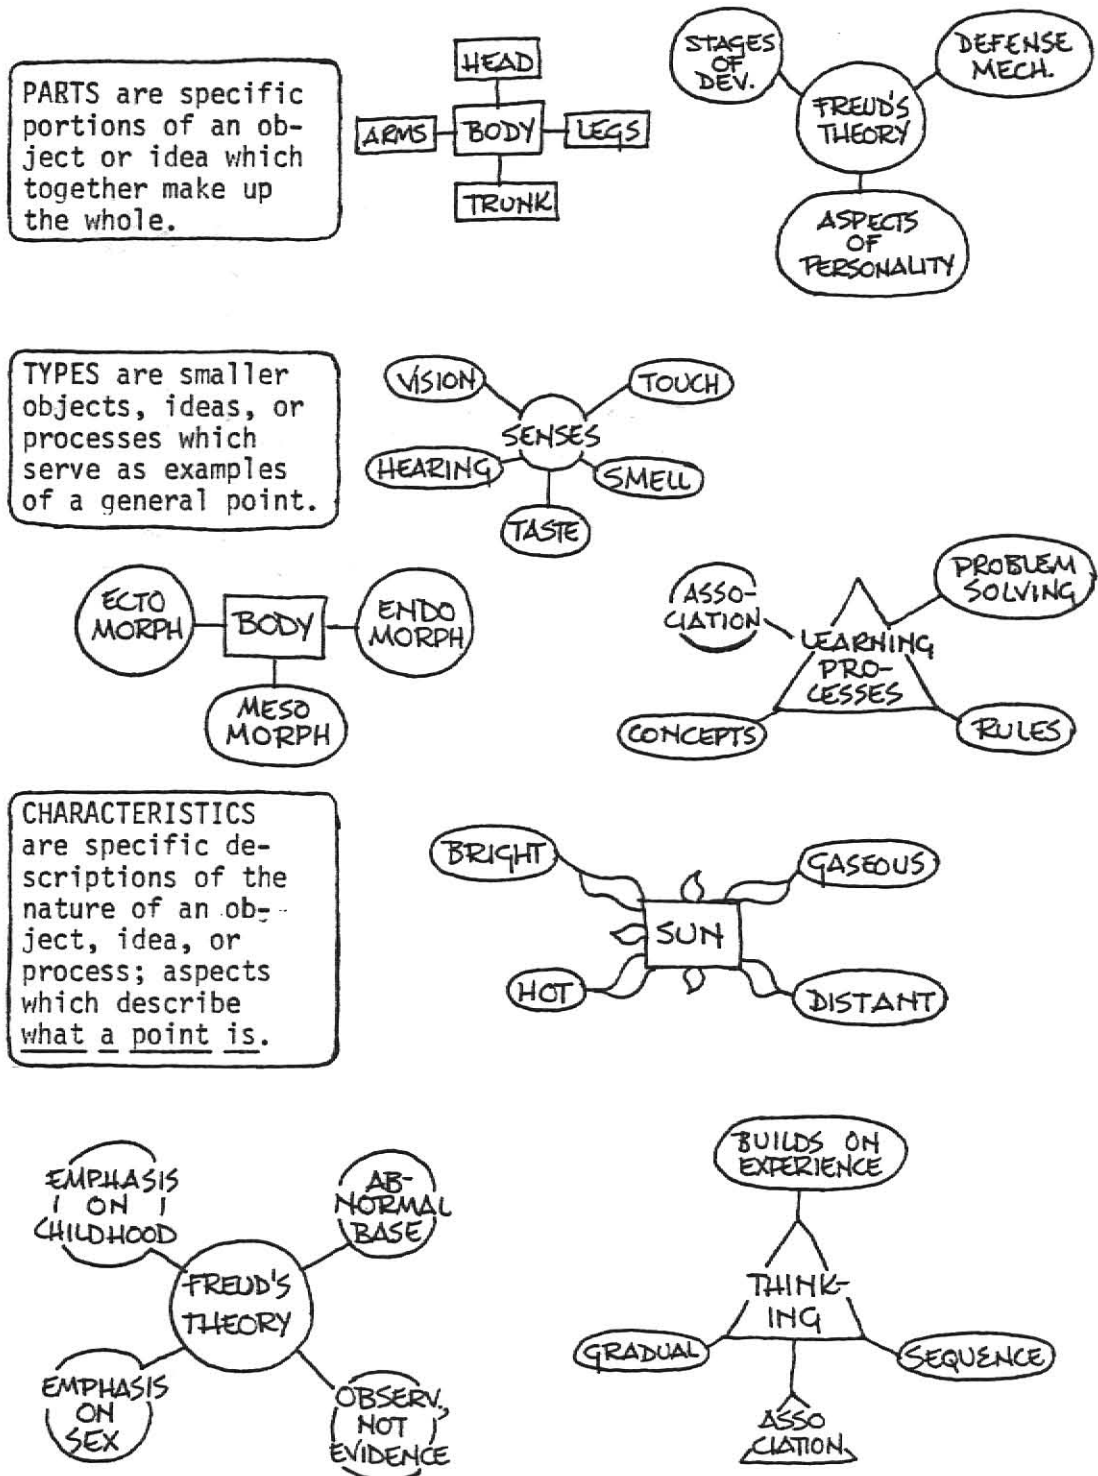 PARTS are specific
portions of an ob-
ject or idea which
together make up
the whole.
HEAD
ARMS
BODY
LEGS
TRUNK
STAGES
OF
DEV.
DEFENSE
MECH.
FREUD'S
THEORY
ASPECTS
OF
PERSONALITY
TYPES are smaller
objects, ideas, or
processes which
serve as examples
of a general point.
VISION
TOUCH
SENSES
HEARING
SMELL
TASTE
ECTO
MORPH
BODY
ENDO
MORPH
MESO
MORPH
ASSO-
CIATION
PROBLEM
SOLVING
LEARNING
PRO-
CESSES
CONCEPTS
RULES
CHARACTERISTICS
are specific de-
scriptions of the
nature of an ob-
ject, idea, or
process; aspects
which describe
what a point is.
BRIGHT
GASEOUS
SUN
HOT
DISTANT
EMPHASIS
ON
CHILDHOOD
AB-
NORMAL
BASE
FREUD'S
THEORY
EMPHASIS
ON
SEX
OBSERV.,
NOT
EVIDENCE
BUILDS ON
EXPERIENCE
THINK-
ING
GRADUAL
SEQUENCE
ASSO
CIATION